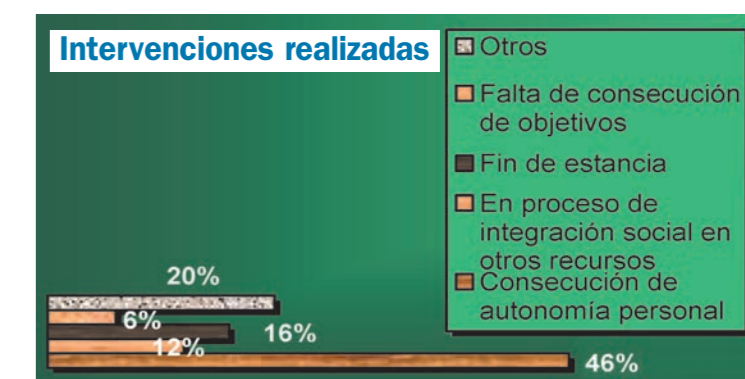 Intervenciones realizadas
Otros
Falta de consecución
de objetivos
Fin de estancia
En proceso de
integración social en
otros recursos
Consecución de
autonomía personal
20%
6%
16%
12%
46%